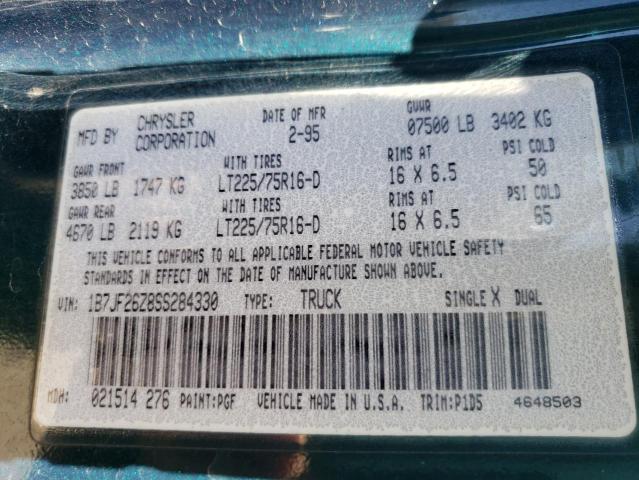 MFD BY CHRYSLER CORPORATION DATE OF MFR 2-95 GVWR 07500 LB 3402 KG
GAWR FRONT WITH TIRES RIMS AT PSI COLD
3850 LB 1747 KG LT225/75R16-D 16 X 6.5 50
GAWR REAR WITH TIRES RIMS AT PSI COLD
4670 LB 2119 KG LT225/75R16-D 16 X 6.5 65
THIS VEHICLE CONFORMS TO ALL APPLICABLE FEDERAL MOTOR VEHICLE SAFETY
STANDARDS IN EFFECT ON THE DATE OF MANUFACTURE SHOWN ABOVE.
VIN: 1B7JF26Z8SS284330 TYPE: TRUCK SINGLE X DUAL
MDH: 021514 276 PAINT:PGF VEHICLE MADE IN U.S.A. TRIM:P1D5 4648503